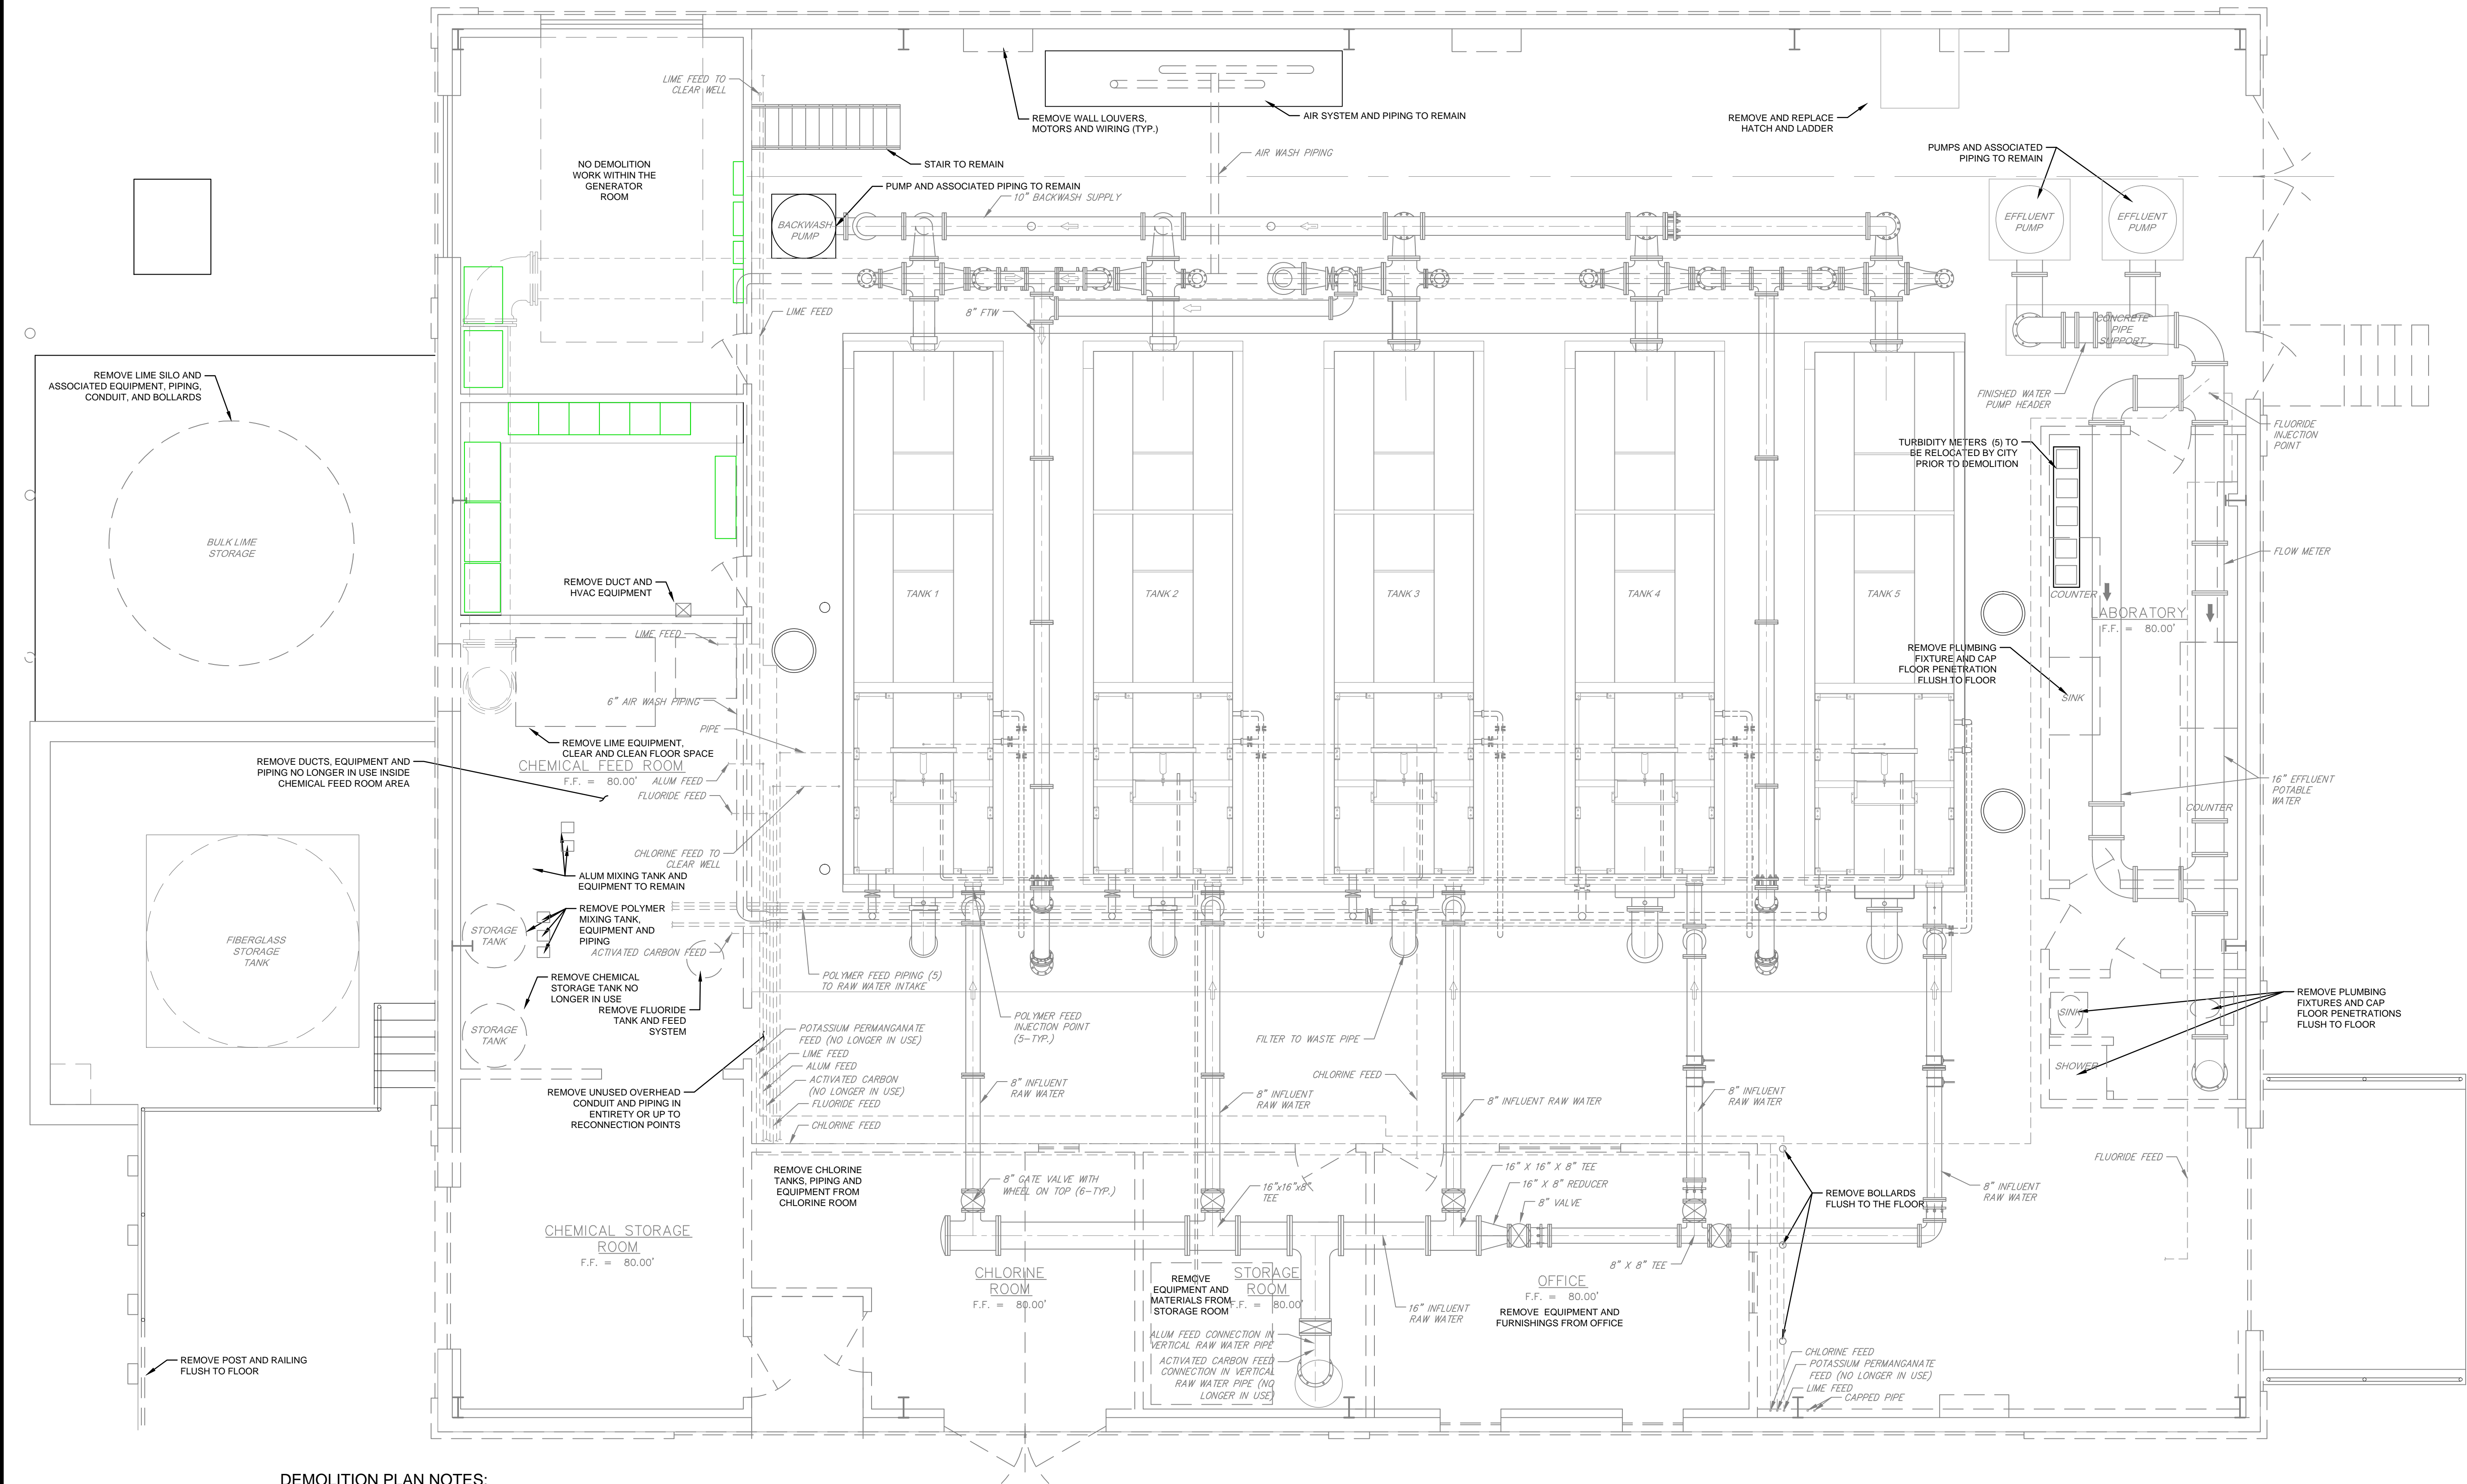 LIME FEED TO
CLEAR WELL
REMOVE WALL LOUVERS,
MOTORS AND WIRING (TYP.)
AIR SYSTEM AND PIPING TO REMAIN
REMOVE AND REPLACE
HATCH AND LADDER
NO DEMOLITION
WORK WITHIN THE
GENERATOR
ROOM
STAIR TO REMAIN
AIR WASH PIPING
PUMPS AND ASSOCIATED
PIPING TO REMAIN
PUMP AND ASSOCIATED PIPING TO REMAIN
10" BACKWASH SUPPLY
BACKWASH
PUMP
EFFLUENT
PUMP
EFFLUENT
PUMP
LIME FEED
8" FTW
CONCRETE
PIPE
SUPPORT
REMOVE LIME SILO AND
ASSOCIATED EQUIPMENT, PIPING,
CONDUIT, AND BOLLARDS
FINISHED WATER
PUMP HEADER
FLUORIDE
INJECTION
POINT
TURBIDITY METERS (5) TO
BE RELOCATED BY CITY
PRIOR TO DEMOLITION
BULK LIME
STORAGE
FLOW METER
REMOVE DUCT AND
HVAC EQUIPMENT
TANK 1
TANK 2
TANK 3
TANK 4
TANK 5
COUNTER
LABORATORY
F.F. = 80.00'
LIME FEED
REMOVE PLUMBING
FIXTURE AND CAP
FLOOR PENETRATION
FLUSH TO FLOOR
SINK
6" AIR WASH PIPING
PIPE
REMOVE LIME EQUIPMENT,
CLEAR AND CLEAN FLOOR SPACE
CHEMICAL FEED ROOM
F.F. = 80.00'
ALUM FEED
REMOVE DUCTS, EQUIPMENT AND
PIPING NO LONGER IN USE INSIDE
CHEMICAL FEED ROOM AREA
FLUORIDE FEED
16" EFFLUENT
POTABLE
WATER
COUNTER
CHLORINE FEED TO
CLEAR WELL
ALUM MIXING TANK AND
EQUIPMENT TO REMAIN
REMOVE POLYMER
MIXING TANK,
EQUIPMENT AND
PIPING
STORAGE
TANK
FIBERGLASS
STORAGE
TANK
ACTIVATED CARBON FEED
POLYMER FEED PIPING (5)
TO RAW WATER INTAKE
REMOVE CHEMICAL
STORAGE TANK NO
LONGER IN USE
REMOVE FLUORIDE
TANK AND FEED
SYSTEM
STORAGE
TANK
POLYMER FEED
INJECTION POINT
(5-TYP.)
FILTER TO WASTE PIPE
SINK
REMOVE PLUMBING
FIXTURES AND CAP
FLOOR PENETRATIONS
FLUSH TO FLOOR
SHOWER
POTASSIUM PERMANGANATE
FEED (NO LONGER IN USE)
LIME FEED
ALUM FEED
ACTIVATED CARBON
(NO LONGER IN USE)
FLUORIDE FEED
CHLORINE FEED
REMOVE UNUSED OVERHEAD
CONDUIT AND PIPING IN
ENTIRETY OR UP TO
RECONNECTION POINTS
8" INFLUENT
RAW WATER
8" INFLUENT
RAW WATER
CHLORINE FEED
8" INFLUENT RAW WATER
8" INFLUENT
RAW WATER
FLUORIDE FEED
REMOVE CHLORINE
TANKS, PIPING AND
EQUIPMENT FROM
CHLORINE ROOM
8" GATE VALVE WITH
WHEEL ON TOP (6-TYP.)
16"x16"x8"
TEE
16" X 16" X 8" TEE
16" X 8" REDUCER
8" VALVE
REMOVE BOLLARDS
FLUSH TO THE FLOOR
8" INFLUENT
RAW WATER
CHEMICAL STORAGE
ROOM
F.F. = 80.00'
CHLORINE
ROOM
F.F. = 80.00'
REMOVE
EQUIPMENT AND
MATERIALS FROM
STORAGE ROOM
STORAGE
ROOM
F.F. = 80.00'
8" X 8" TEE
OFFICE
F.F. = 80.00'
REMOVE EQUIPMENT AND
FURNISHINGS FROM OFFICE
16" INFLUENT
RAW WATER
ALUM FEED CONNECTION IN
VERTICAL RAW WATER PIPE
ACTIVATED CARBON FEED
CONNECTION IN VERTICAL
RAW WATER PIPE (NO
LONGER IN USE)
REMOVE POST AND RAILING
FLUSH TO FLOOR
CHLORINE FEED
POTASSIUM PERMANGANATE
FEED (NO LONGER IN USE)
LIME FEED
CAPPED PIPE
DEMOLITION PLAN NOTES: